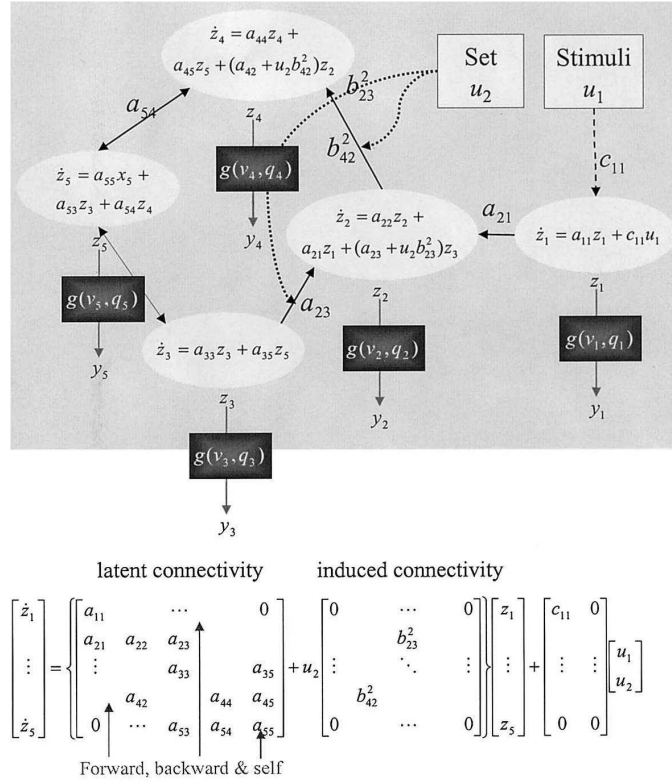 ż₄ = a₄₄z₄ +
a₄₅z₅ + (a₄₂ + u₂b²₄₂)z₂
Set
u₂
Stimuli
u₁
b²₂₃
a₅₄
z₄
b²₄₂
c₁₁
g(v₄, q₄)
ż₅ = a₅₅x₅ +
a₅₃z₃ + a₅₄z₄
y₄
ż₂ = a₂₂z₂ +
a₂₁z₁ + (a₂₃ + u₂b²₂₃)z₃
a₂₁
ż₁ = a₁₁z₁ + c₁₁u₁
z₅
g(v₅, q₅)
a₂₃
z₂
z₁
ż₃ = a₃₃z₃ + a₃₅z₅
g(v₂, q₂)
g(v₁, q₁)
y₅
z₃
y₂
y₁
g(v₃, q₃)
y₃
latent connectivity induced connectivity
ż₁ a₁₁ ⋯ 0 0 ⋯ 0 z₁ c₁₁ 0
a₂₁ a₂₂ a₂₃ b²₂₃ u₁
⋮ = { ⋮ a₃₃ a₃₅ + u₂ ⋮ ⋱ ⋮ } ⋮ + ⋮ ⋮ u₂
a₄₂ a₄₄ a₄₅ b²₄₂
ż₅ 0 ⋯ a₅₃ a₅₄ a₅₅ 0 ⋯ 0 z₅ 0 0
Forward, backward & self